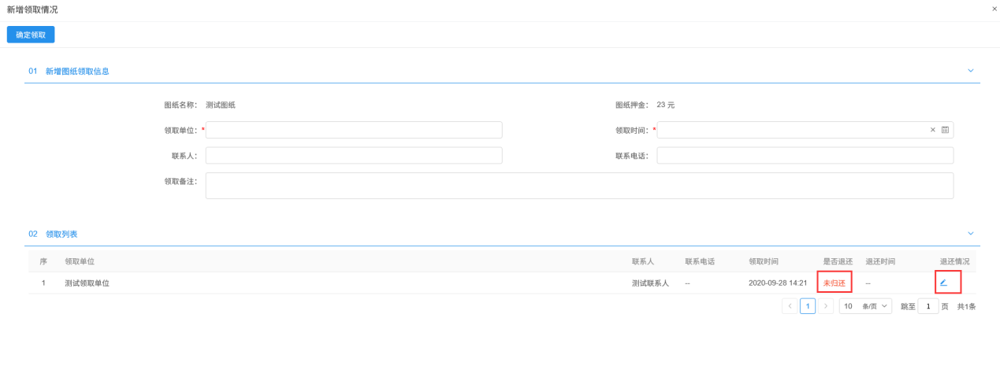 新增领取情况 ×
确定领取
01 新增图纸领取信息
图纸名称: 测试图纸 图纸押金: 23 元
领取单位:* 领取时间:* ×
联系人: 联系电话:
领取备注:
02 领取列表
序 领取单位 联系人 联系电话 领取时间 是否退还 退还时间 退还情况
1 测试领取单位 测试联系人 -- 2020-09-28 14:21 未归还 --
< 1 > 10 条/页 跳至 1 页 共1条